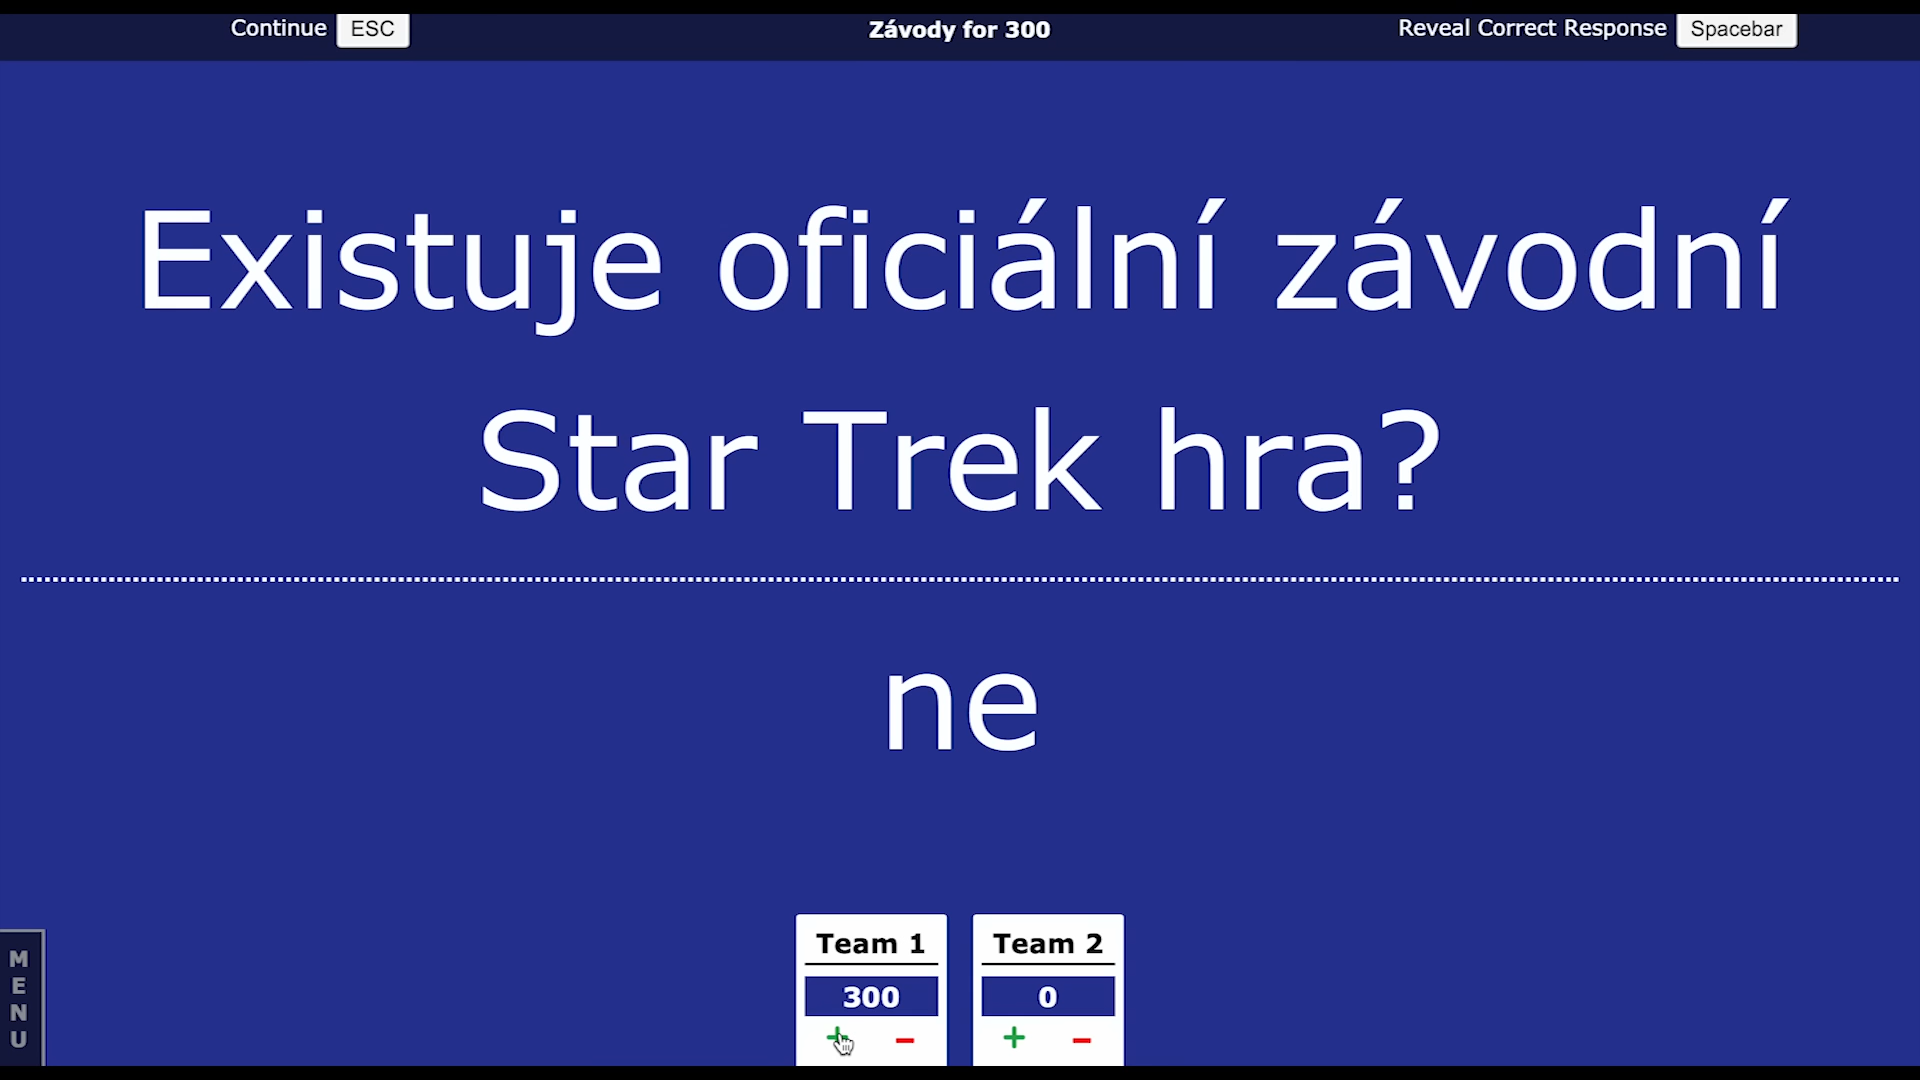 Continue ESC Závody for 300 Reveal Correct Response Spacebar
Existuje oficiální závodní
Star Trek hra?
ne
MENU
Team 1 Team 2
300 0
+ - + -